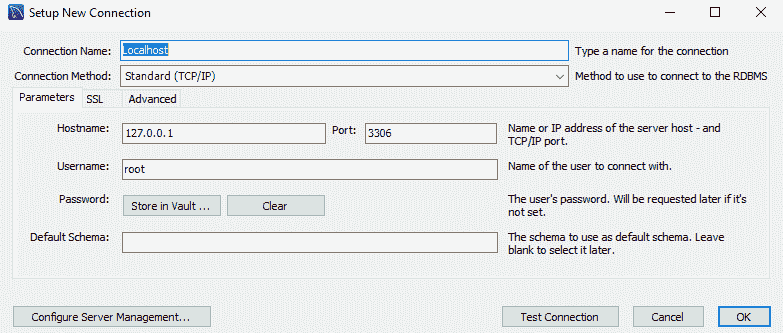 Setup New Connection
Connection Name: Localhost Type a name for the connection
Connection Method: Standard (TCP/IP) Method to use to connect to the RDBMS
Parameters SSL Advanced
Hostname: 127.0.0.1 Port: 3306 Name or IP address of the server host - and
TCP/IP port.
Username: root Name of the user to connect with.
Password: Store in Vault ... Clear The user's password. Will be requested later if it's
not set.
Default Schema: The schema to use as default schema. Leave
blank to select it later.
Configure Server Management... Test Connection Cancel OK